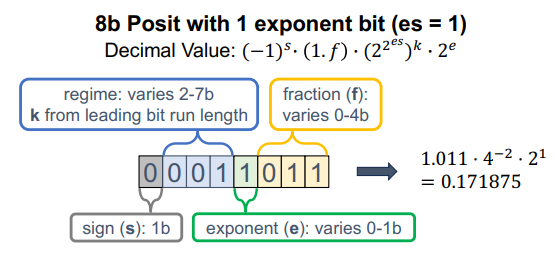 8b Posit with 1 exponent bit (es = 1)
Decimal Value: (−1)^s · (1.f) · (2^{2^{es}})^k · 2^e
regime: varies 2-7b
k from leading bit run length
fraction (f):
varies 0-4b
0 0 0 1 1 0 1 1
1.011 · 4^{−2} · 2^1
= 0.171875
sign (s): 1b
exponent (e): varies 0-1b